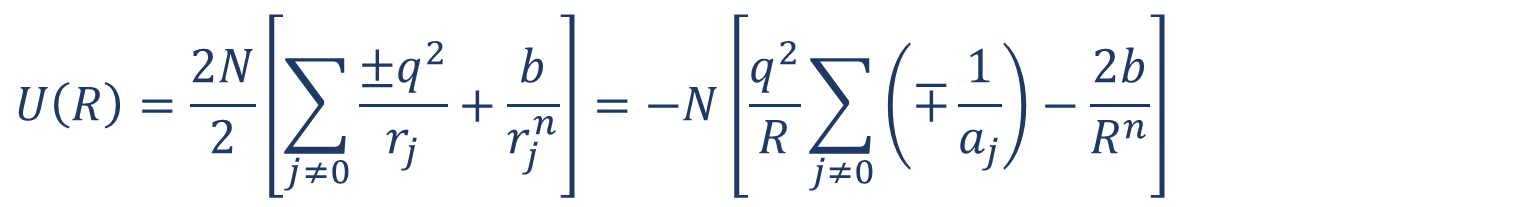 U(R) = \frac{2N}{2} \left[ \sum_{j \neq 0} \frac{\pm q^2}{r_j} + \frac{b}{r_j^n} \right] = -N \left[ \frac{q^2}{R} \sum_{j \neq 0} \left( \mp \frac{1}{a_j} \right) - \frac{2b}{R^n} \right]